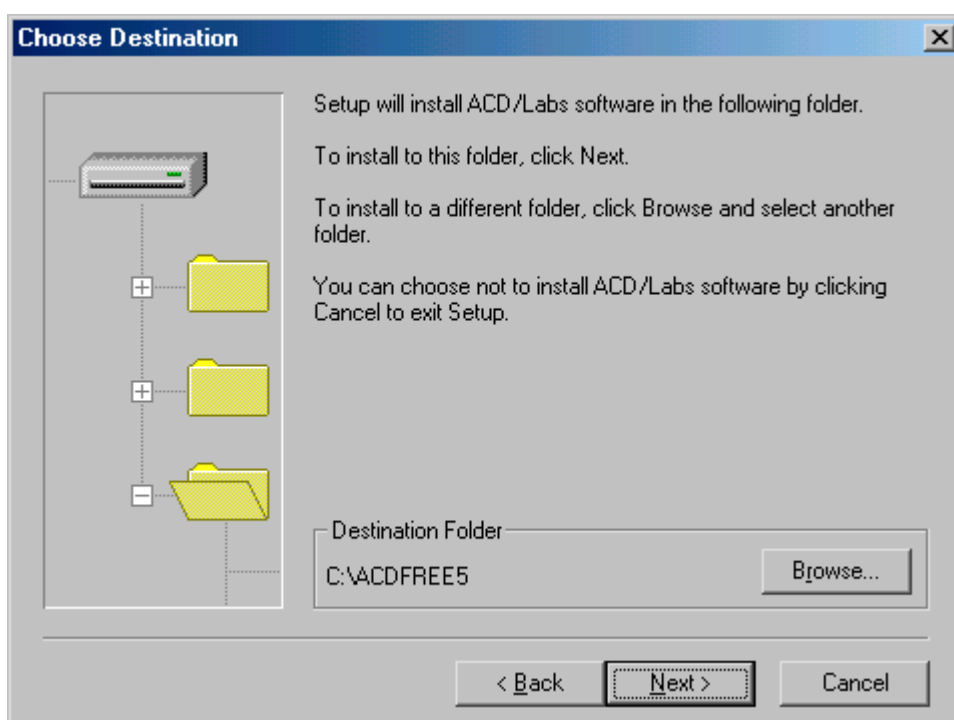 Choose Destination
Setup will install ACD/Labs software in the following folder.
To install to this folder, click Next.
To install to a different folder, click Browse and select another
folder.
You can choose not to install ACD/Labs software by clicking
Cancel to exit Setup.
Destination Folder
C:\ACDFREE5
Browse...
< Back
Next >
Cancel